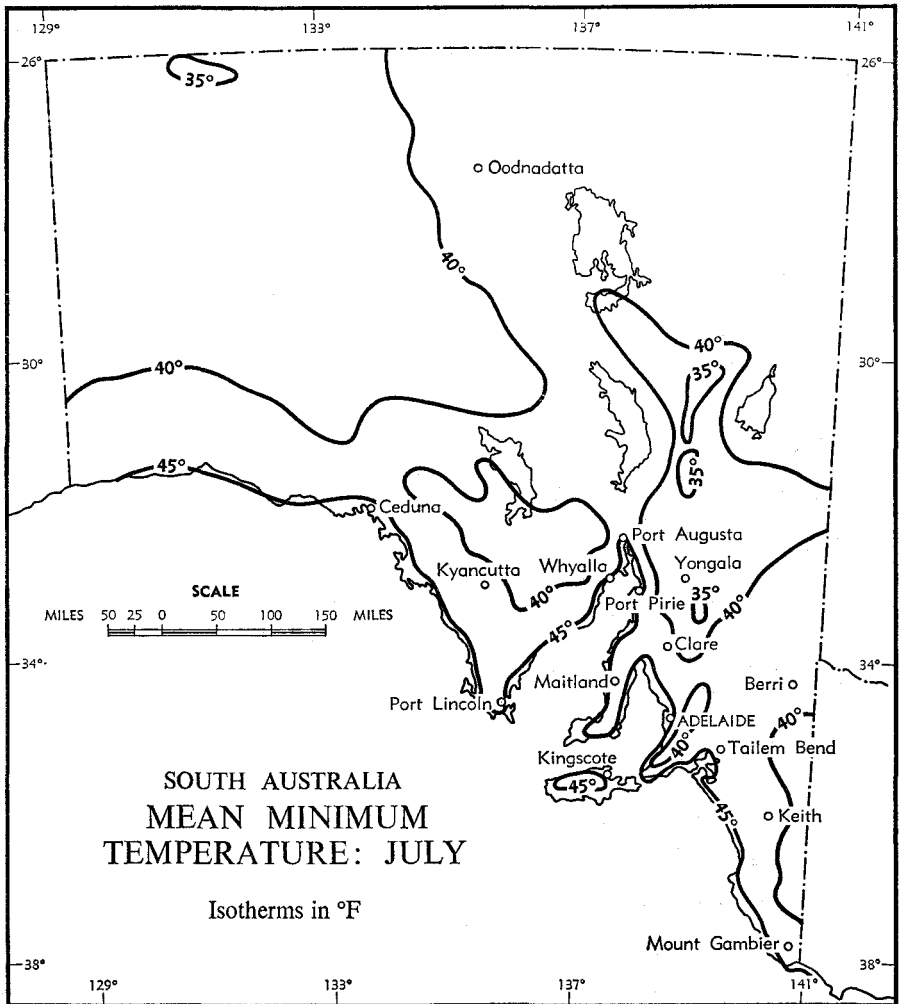 129° 133° 137° 141°
26° 26°
35°
Oodnadatta
40°
40°
30° 30°
35°
40°
45°
35°
Ceduna
Port Augusta
Kyancutta Whyalla Yongala
SCALE
40° 35°
MILES 50 25 0 50 100 150 MILES
Port Pirie 40°
45°
Clare
34° 34°
Maitland Berri
Port Lincoln 40°
ADELAIDE
40° Tailem Bend
Kingscote
45°
SOUTH AUSTRALIA
MEAN MINIMUM
45° Keith
TEMPERATURE: JULY
Isotherms in °F
Mount Gambier
38° 38°
129° 133° 137° 141°